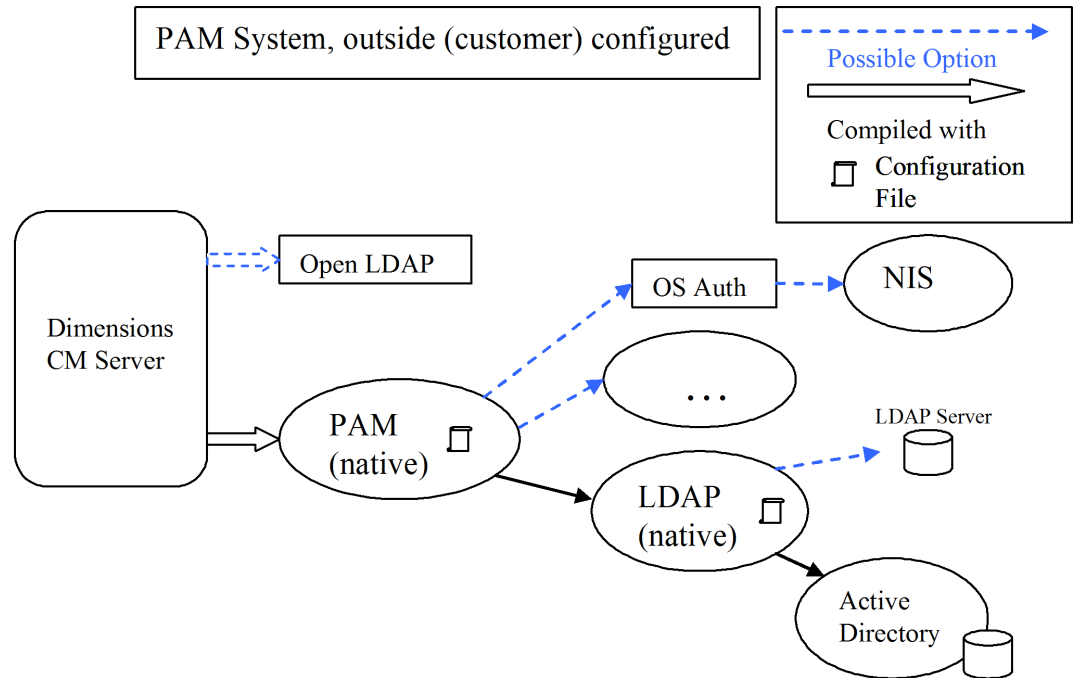 PAM System, outside (customer) configured
Possible Option
Compiled with
Configuration
File
Open LDAP
Dimensions
CM Server
OS Auth
NIS
...
PAM
(native)
LDAP Server
LDAP
(native)
Active
Directory